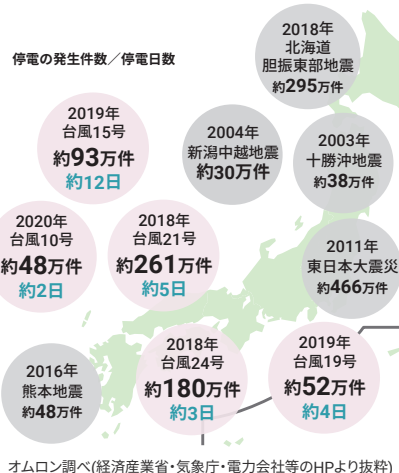 停電の発生件数／停電日数
2018年
北海道
胆振東部地震
約295万件
2019年
台風15号
約93万件
約12日
2004年
新潟中越地震
約30万件
2003年
十勝沖地震
約38万件
2020年
台風10号
約48万件
約2日
2018年
台風21号
約261万件
約5日
2011年
東日本大震災
約466万件
2016年
熊本地震
約48万件
2018年
台風24号
約180万件
約3日
2019年
台風19号
約52万件
約4日
オムロン調べ(経済産業省・気象庁・電力会社等のHPより抜粋)